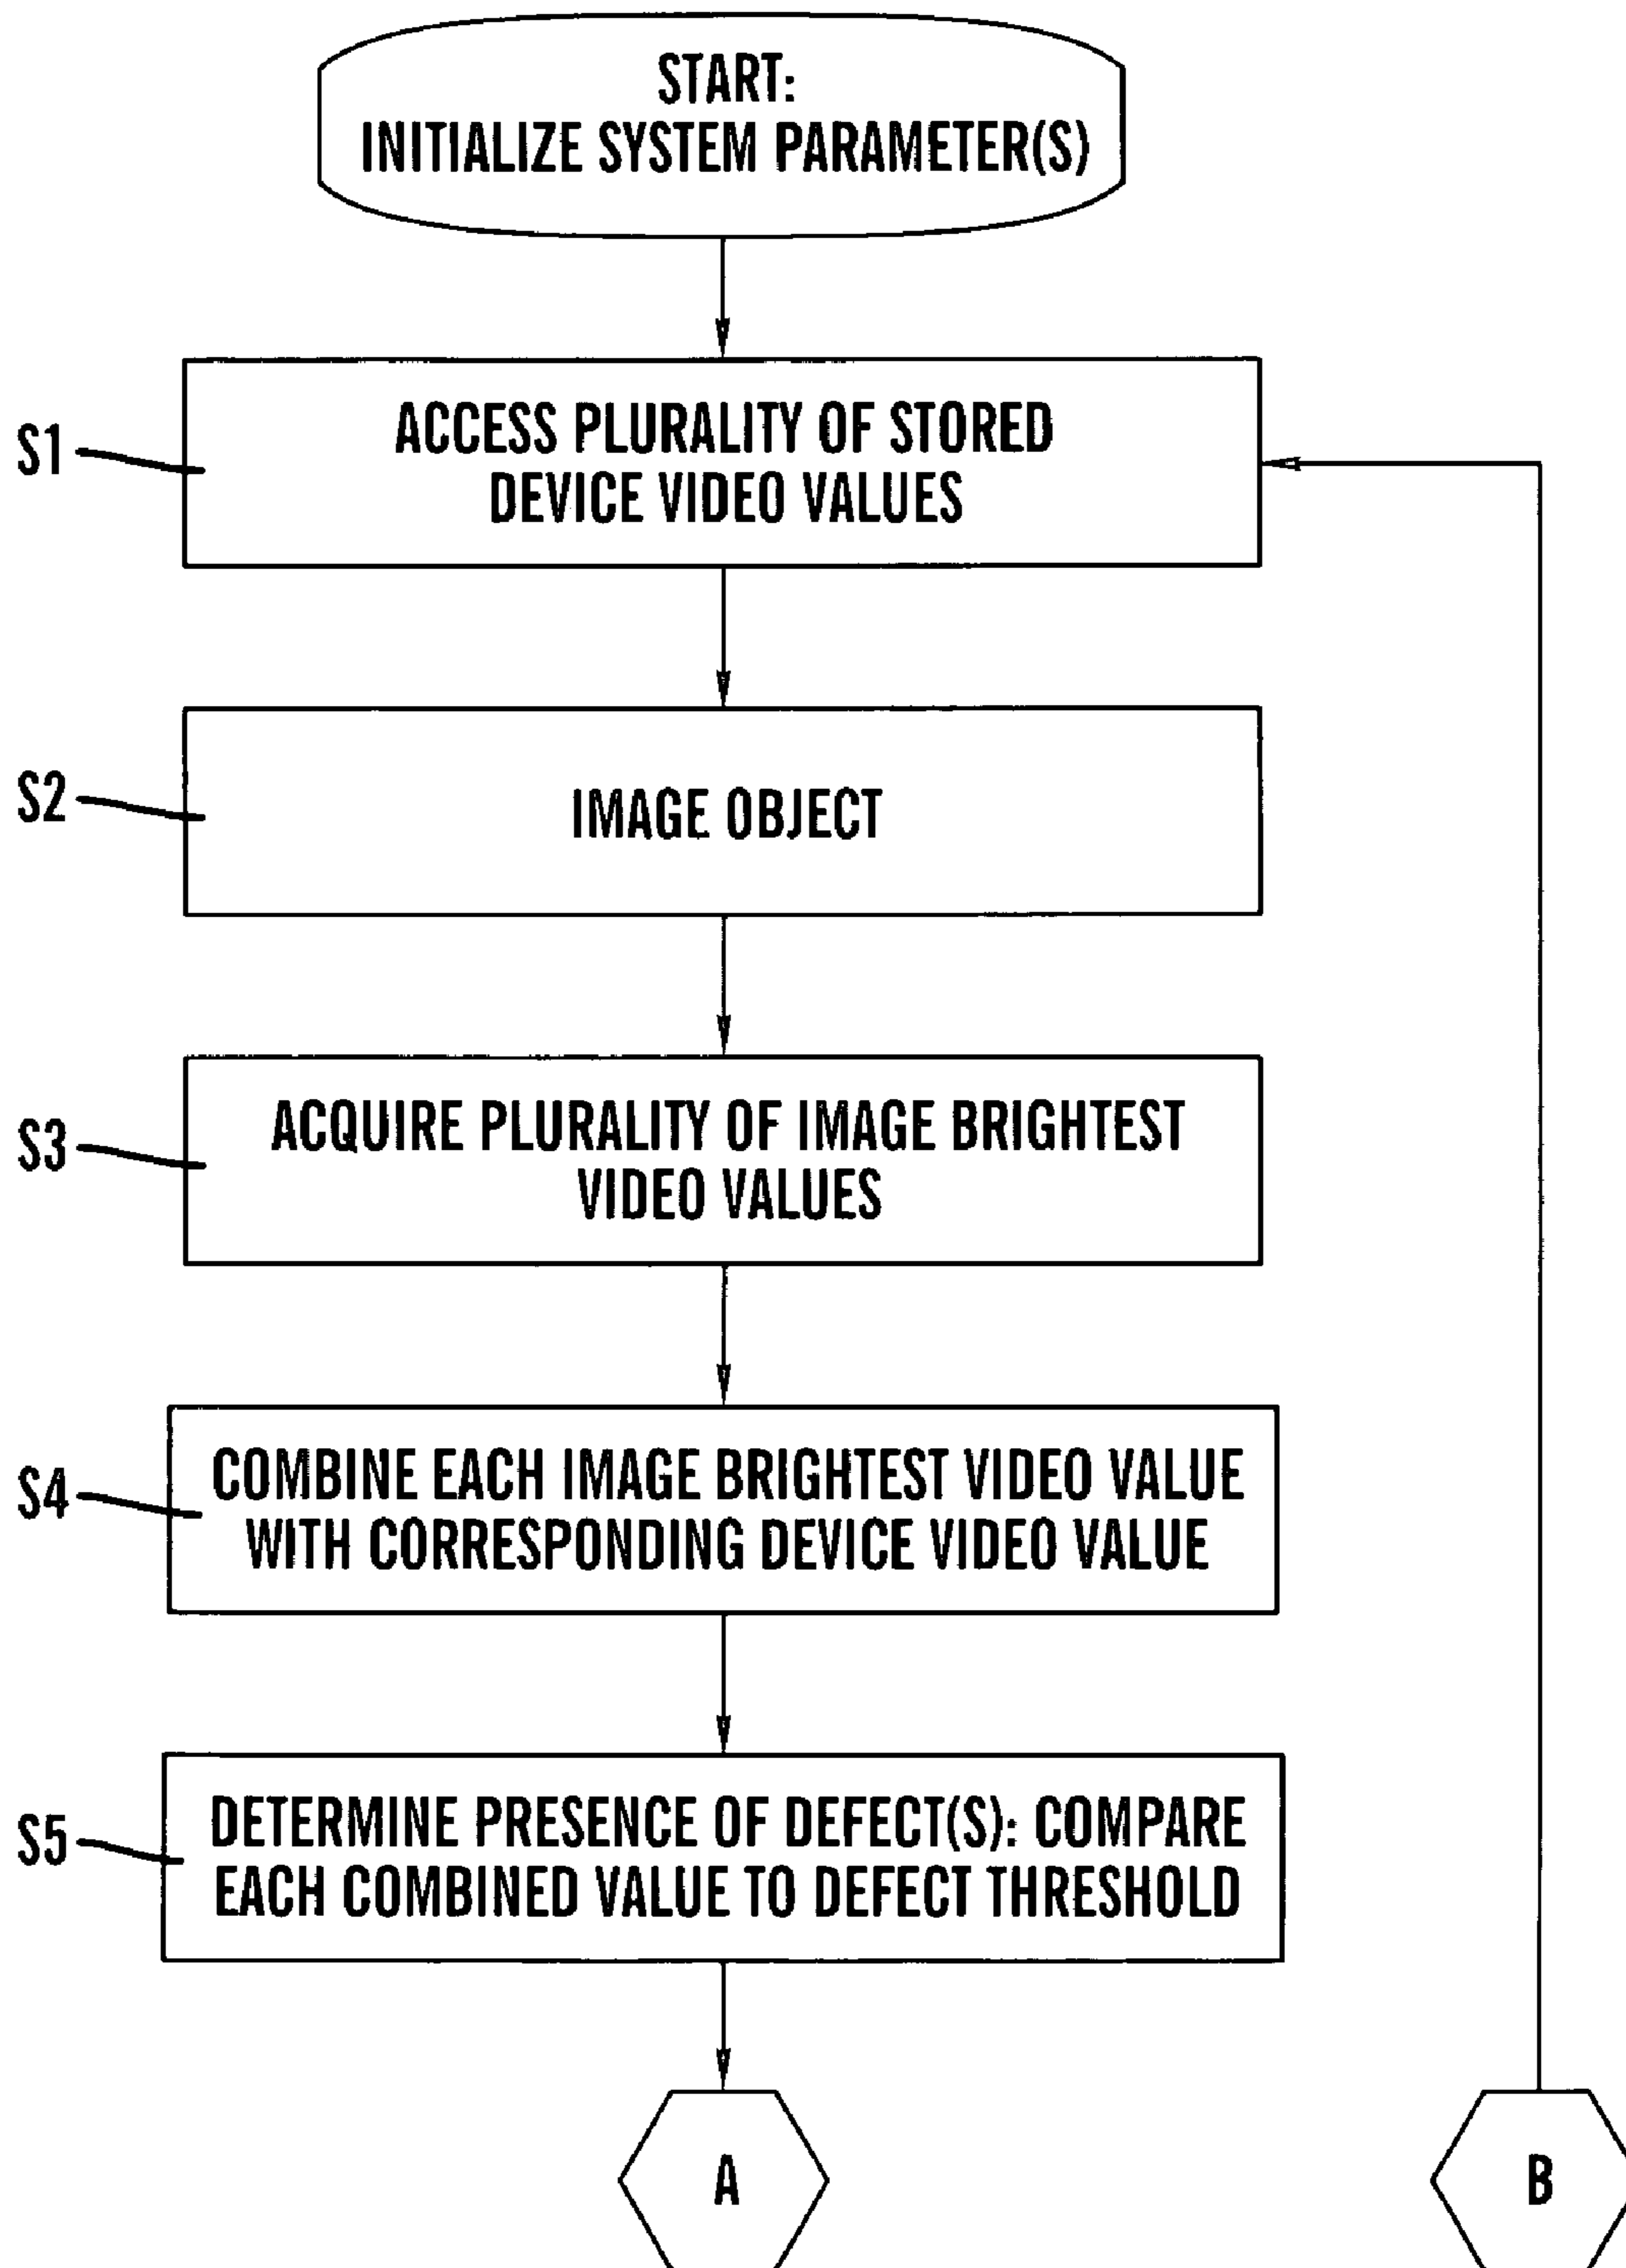 START:
INITIALIZE SYSTEM PARAMETER(S)
S1
ACCESS PLURALITY OF STORED
DEVICE VIDEO VALUES
S2
IMAGE OBJECT
S3
ACQUIRE PLURALITY OF IMAGE BRIGHTEST
VIDEO VALUES
S4
COMBINE EACH IMAGE BRIGHTEST VIDEO VALUE
WITH CORRESPONDING DEVICE VIDEO VALUE
S5
DETERMINE PRESENCE OF DEFECT(S): COMPARE
EACH COMBINED VALUE TO DEFECT THRESHOLD
A
B